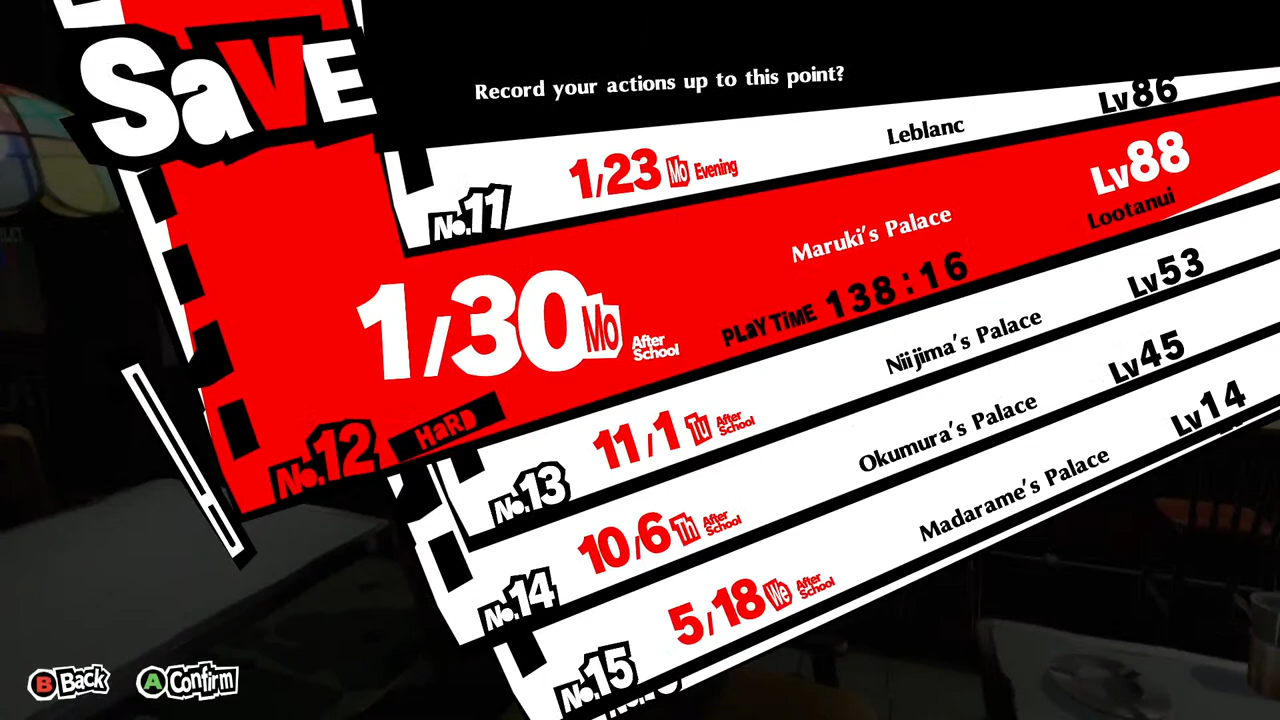 SaVE
Record your actions up to this point?
No.11 1/23 Mo Evening Leblanc Lv86
No.12 1/30 Mo After School Maruki's Palace Lv88
HaRD PLaY TiME 138:16 Lootanui
No.13 11/1 Tu After School Niijima's Palace Lv53
No.14 10/6 Th After School Okumura's Palace Lv45
No.15 5/18 We After School Madarame's Palace Lv14
B Back A Confirm